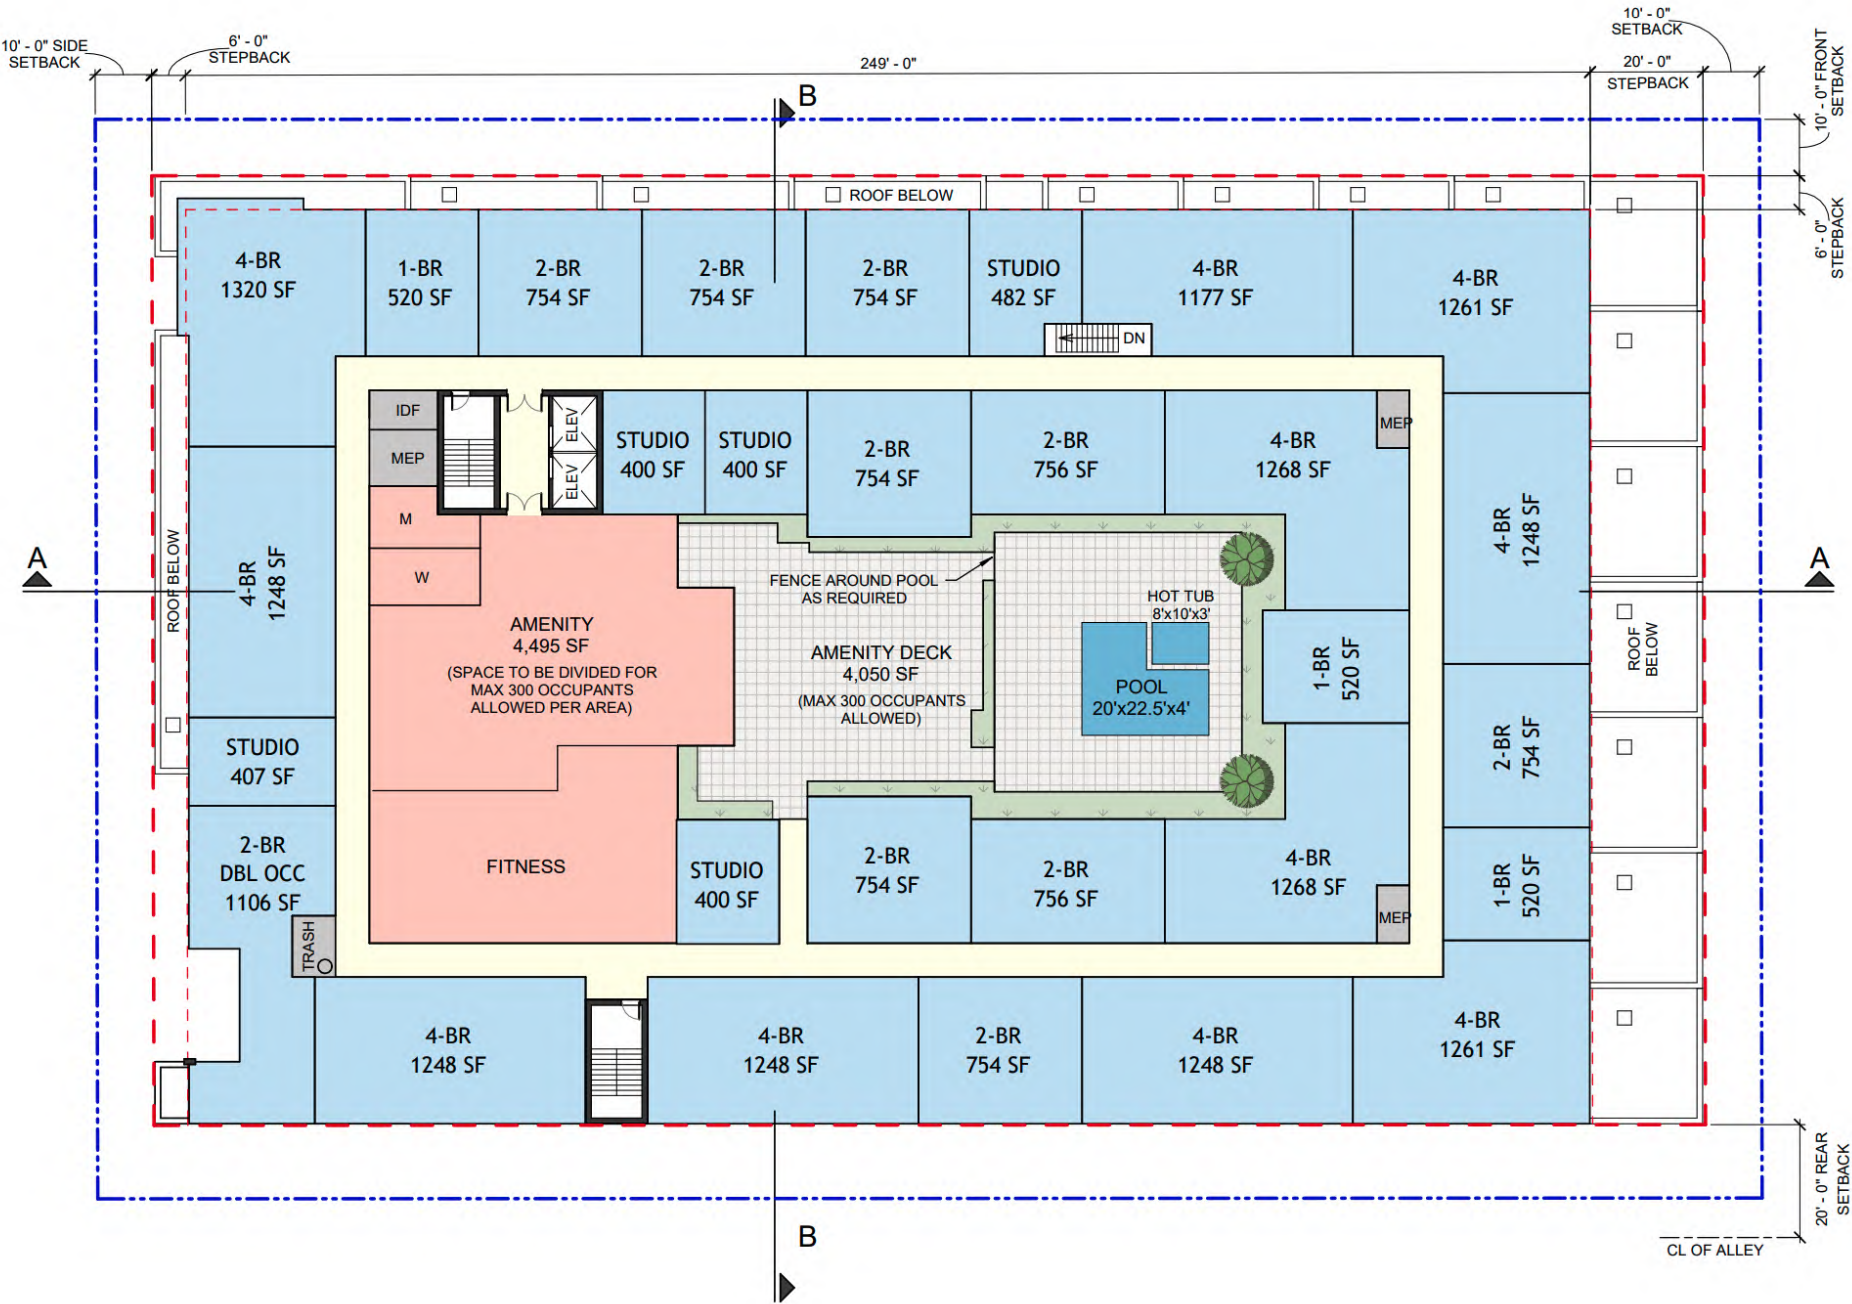 10' - 0" SIDE
SETBACK
6' - 0"
STEPBACK
249' - 0"
10' - 0"
SETBACK
20' - 0"
STEPBACK
10' - 0" FRONT
SETBACK
6' - 0"
STEPBACK
B
ROOF BELOW
4-BR
1320 SF
1-BR
520 SF
2-BR
754 SF
2-BR
754 SF
2-BR
754 SF
STUDIO
482 SF
4-BR
1177 SF
4-BR
1261 SF
DN
IDF
MEP
M
W
ELEV
ELEV
STUDIO
400 SF
STUDIO
400 SF
2-BR
754 SF
2-BR
756 SF
4-BR
1268 SF
MEP
A
ROOF BELOW
4-BR
1248 SF
AMENITY
4,495 SF
(SPACE TO BE DIVIDED FOR
MAX 300 OCCUPANTS
ALLOWED PER AREA)
FENCE AROUND POOL
AS REQUIRED
AMENITY DECK
4,050 SF
(MAX 300 OCCUPANTS
ALLOWED)
HOT TUB
8'x10'x3'
POOL
20'x22.5'x4'
1-BR
520 SF
4-BR
1248 SF
A
ROOF
BELOW
STUDIO
407 SF
2-BR
754 SF
2-BR
DBL OCC
1106 SF
TRASH
FITNESS
STUDIO
400 SF
2-BR
754 SF
2-BR
756 SF
4-BR
1268 SF
MEP
1-BR
520 SF
4-BR
1248 SF
4-BR
1248 SF
2-BR
754 SF
4-BR
1248 SF
4-BR
1261 SF
B
20' - 0" REAR
SETBACK
CL OF ALLEY